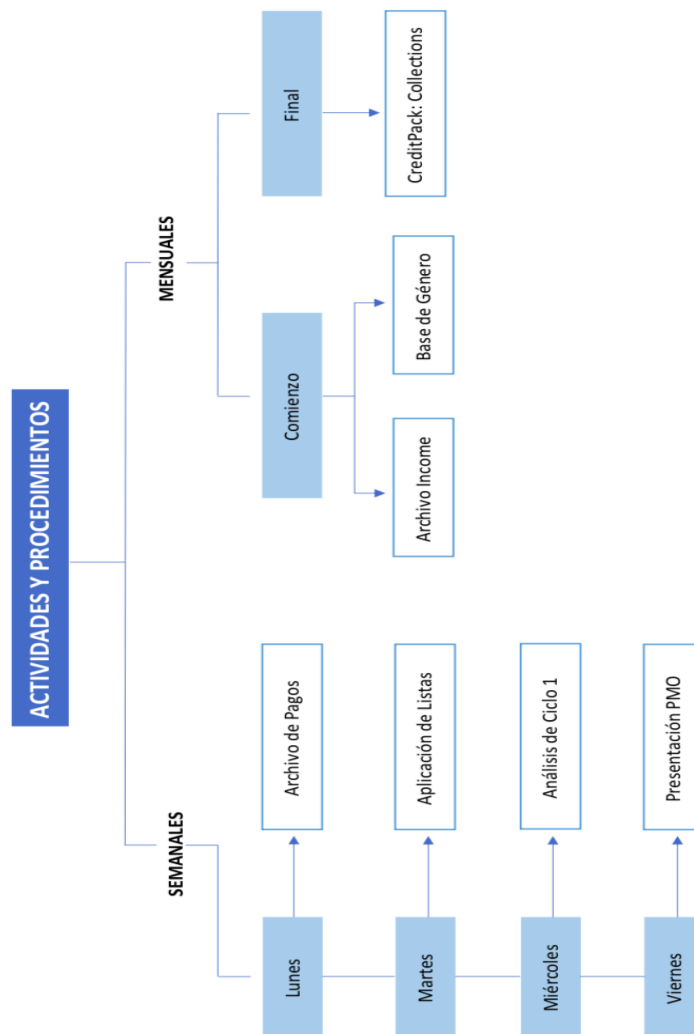 ACTIVIDADES Y PROCEDIMIENTOS
SEMANALES
MENSUALES
Lunes
Archivo de Pagos
Martes
Aplicación de Listas
Miércoles
Análisis de Ciclo 1
Viernes
Presentación PMO
Comienzo
Final
Archivo Income
Base de Género
CreditPack: Collections